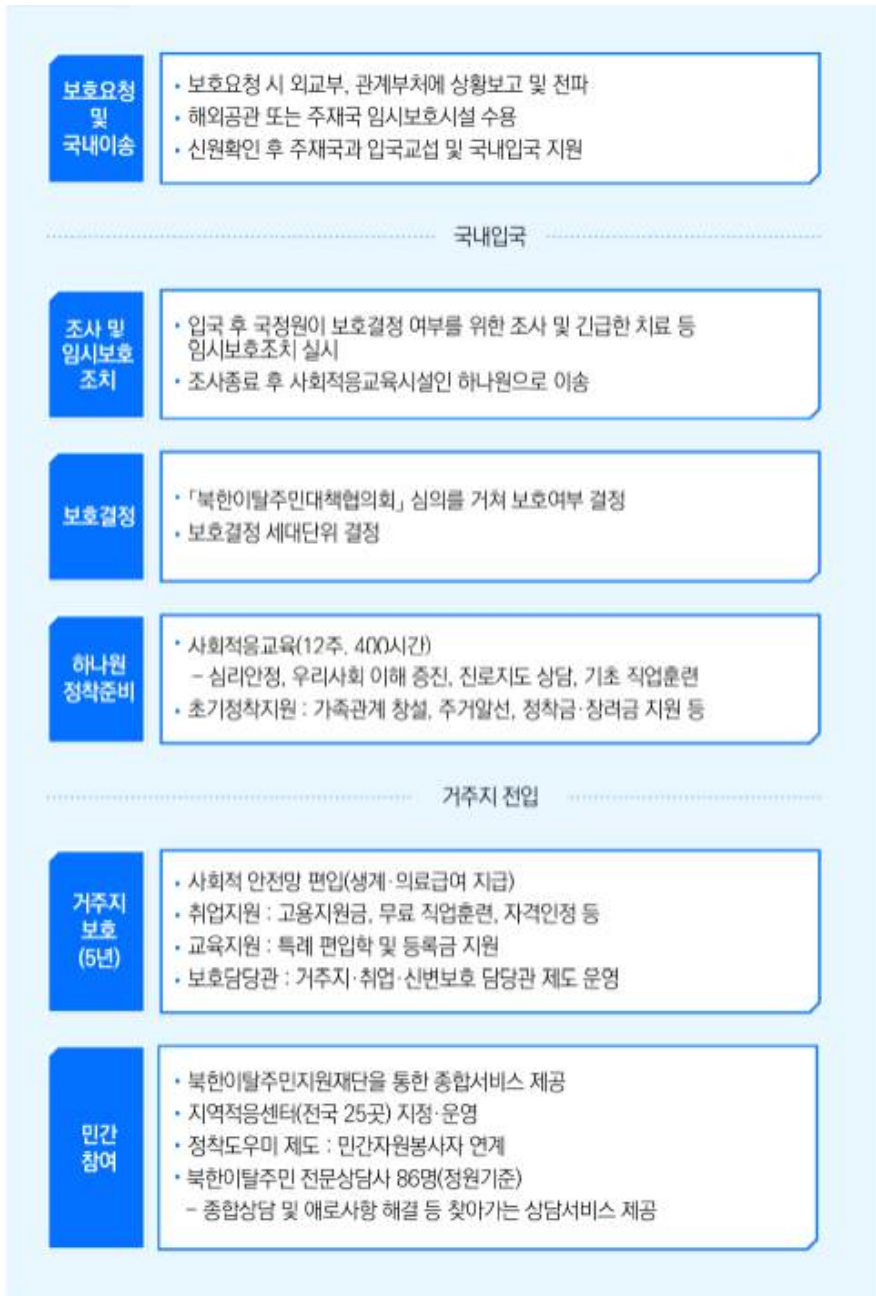 보호요청
및
국내이송
• 보호요청 시 외교부, 관계부처에 상황보고 및 전파
• 해외공관 또는 주재국 임시보호시설 수용
• 신원확인 후 주재국과 입국교섭 및 국내입국 지원
국내입국
조사 및
임시보호
조치
• 입국 후 국정원이 보호결정 여부를 위한 조사 및 긴급한 치료 등
임시보호조치 실시
• 조사종료 후 사회적응교육시설인 하나원으로 이송
보호결정
• 「북한이탈주민대책협의회」 심의를 거쳐 보호여부 결정
• 보호결정 세대단위 결정
하나원
정착준비
• 사회적응교육(12주, 400시간)
– 심리안정, 우리사회 이해 증진, 진로지도 상담, 기초 직업훈련
• 초기정착지원 : 가족관계 창설, 주거알선, 정착금·장려금 지원 등
거주지 전입
거주지
보호
(5년)
• 사회적 안전망 편입(생계·의료급여 지급)
• 취업지원 : 고용지원금, 무료 직업훈련, 자격인정 등
• 교육지원 : 특례 편입학 및 등록금 지원
• 보호담당관 : 거주지·취업·신변보호 담당관 제도 운영
민간
참여
• 북한이탈주민지원재단을 통한 종합서비스 제공
• 지역적응센터(전국 25곳) 지정·운영
• 정착도우미 제도 : 민간자원봉사자 연계
• 북한이탈주민 전문상담사 86명(정원기준)
– 종합상담 및 애로사항 해결 등 찾아가는 상담서비스 제공